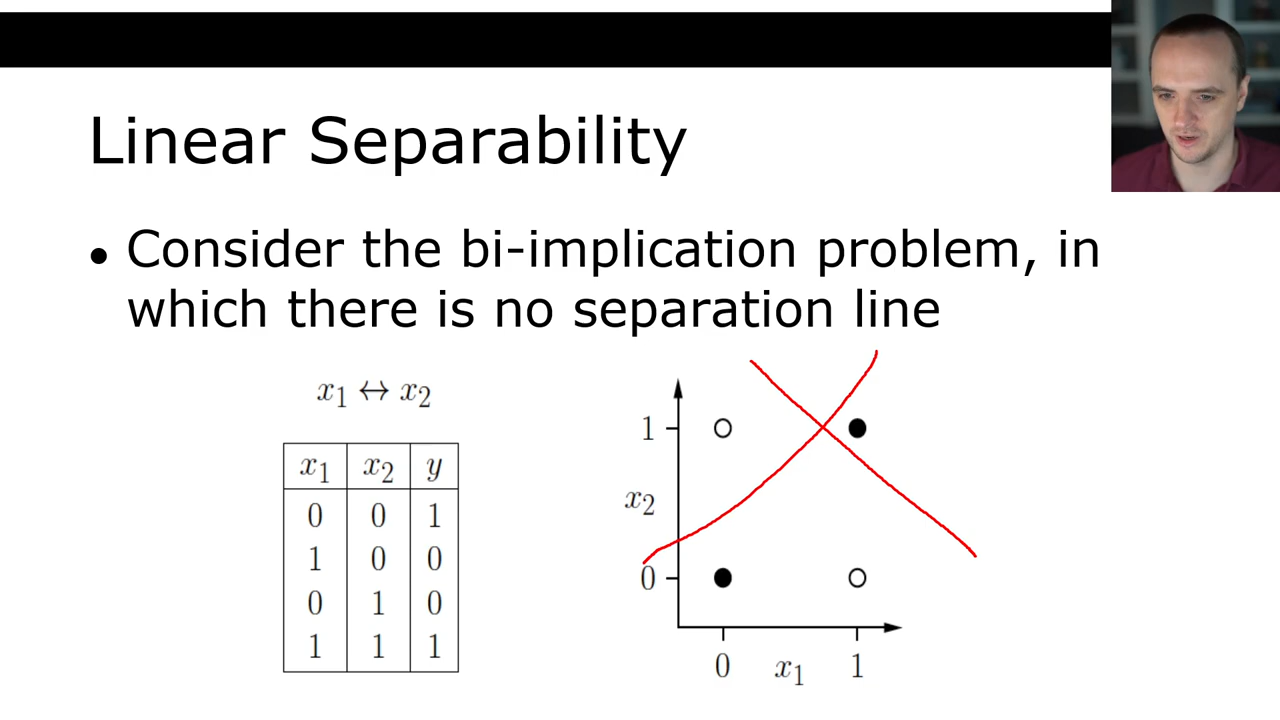 Linear Separability
• Consider the bi-implication problem, in
which there is no separation line
x₁ ↔ x₂
x₁ x₂ y
0 0 1
1 0 0
0 1 0
1 1 1
1
x₂
0
0 x₁ 1